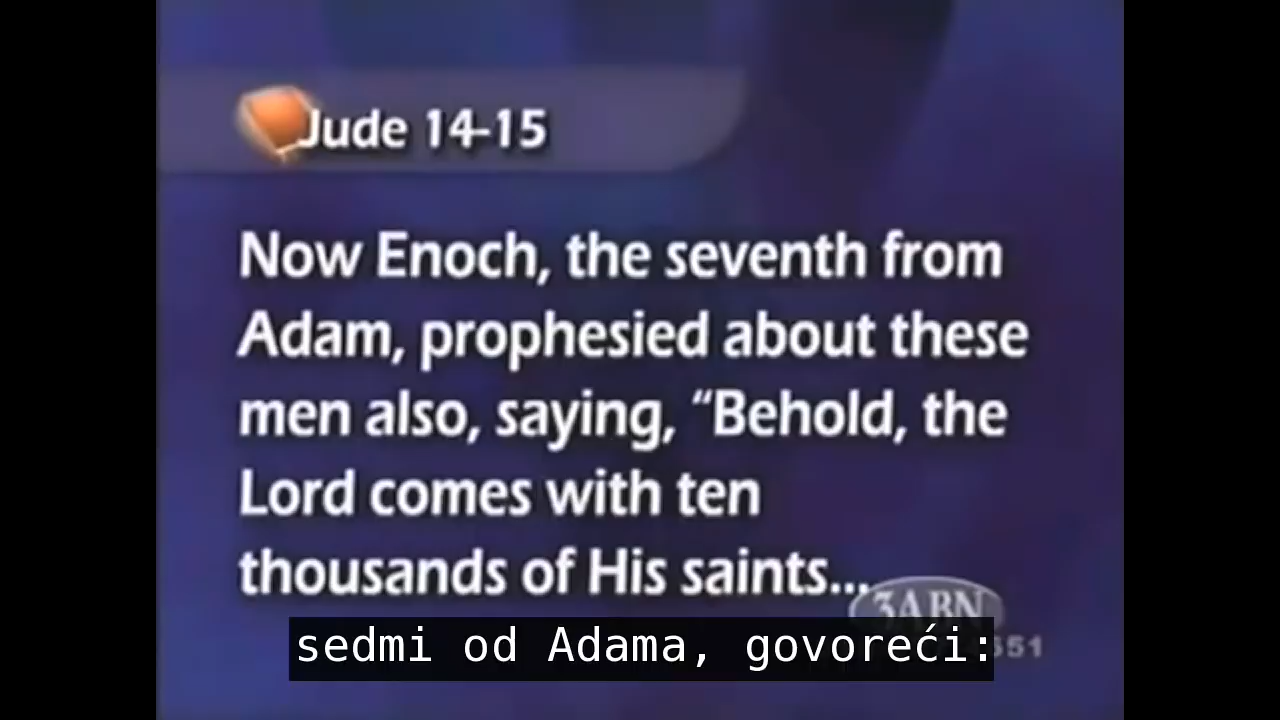 Jude 14-15
Now Enoch, the seventh from
Adam, prophesied about these
men also, saying, “Behold, the
Lord comes with ten
thousands of His saints...
3ABN
sedmi od Adama, govoreći: